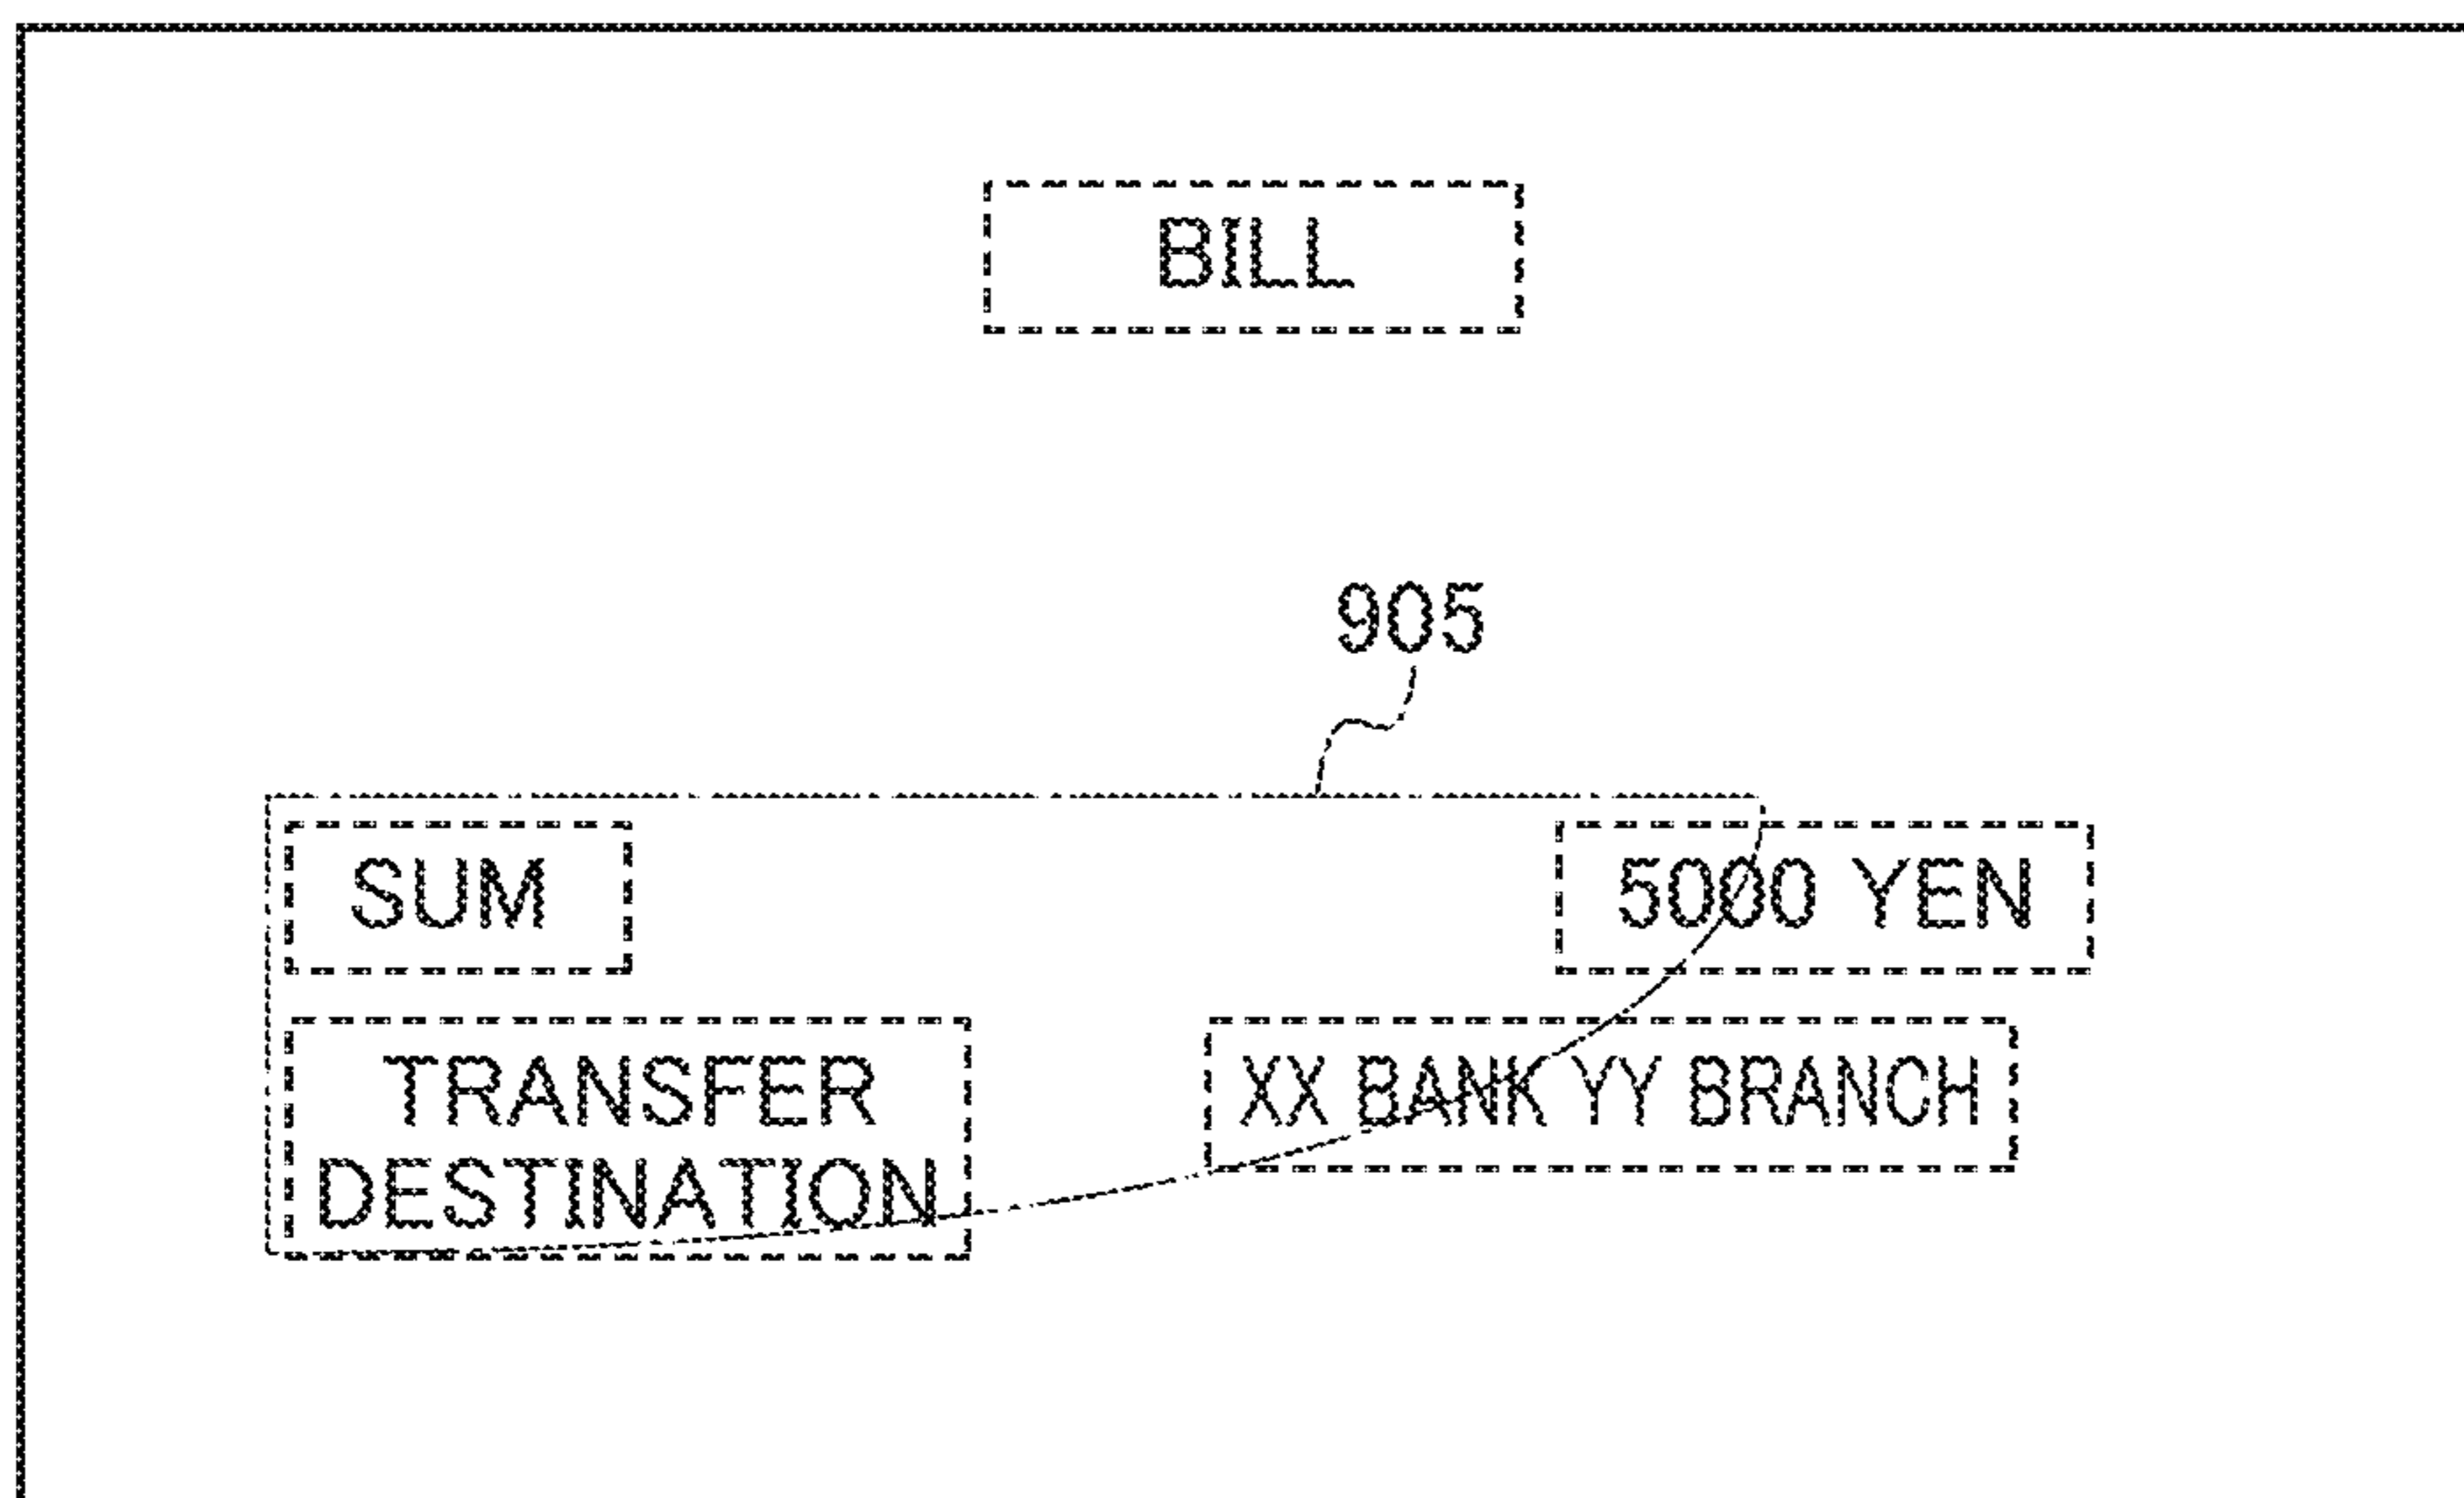 BILL
905
SUM
5000 YEN
TRANSFER
DESTINATION
XX BANK YY BRANCH